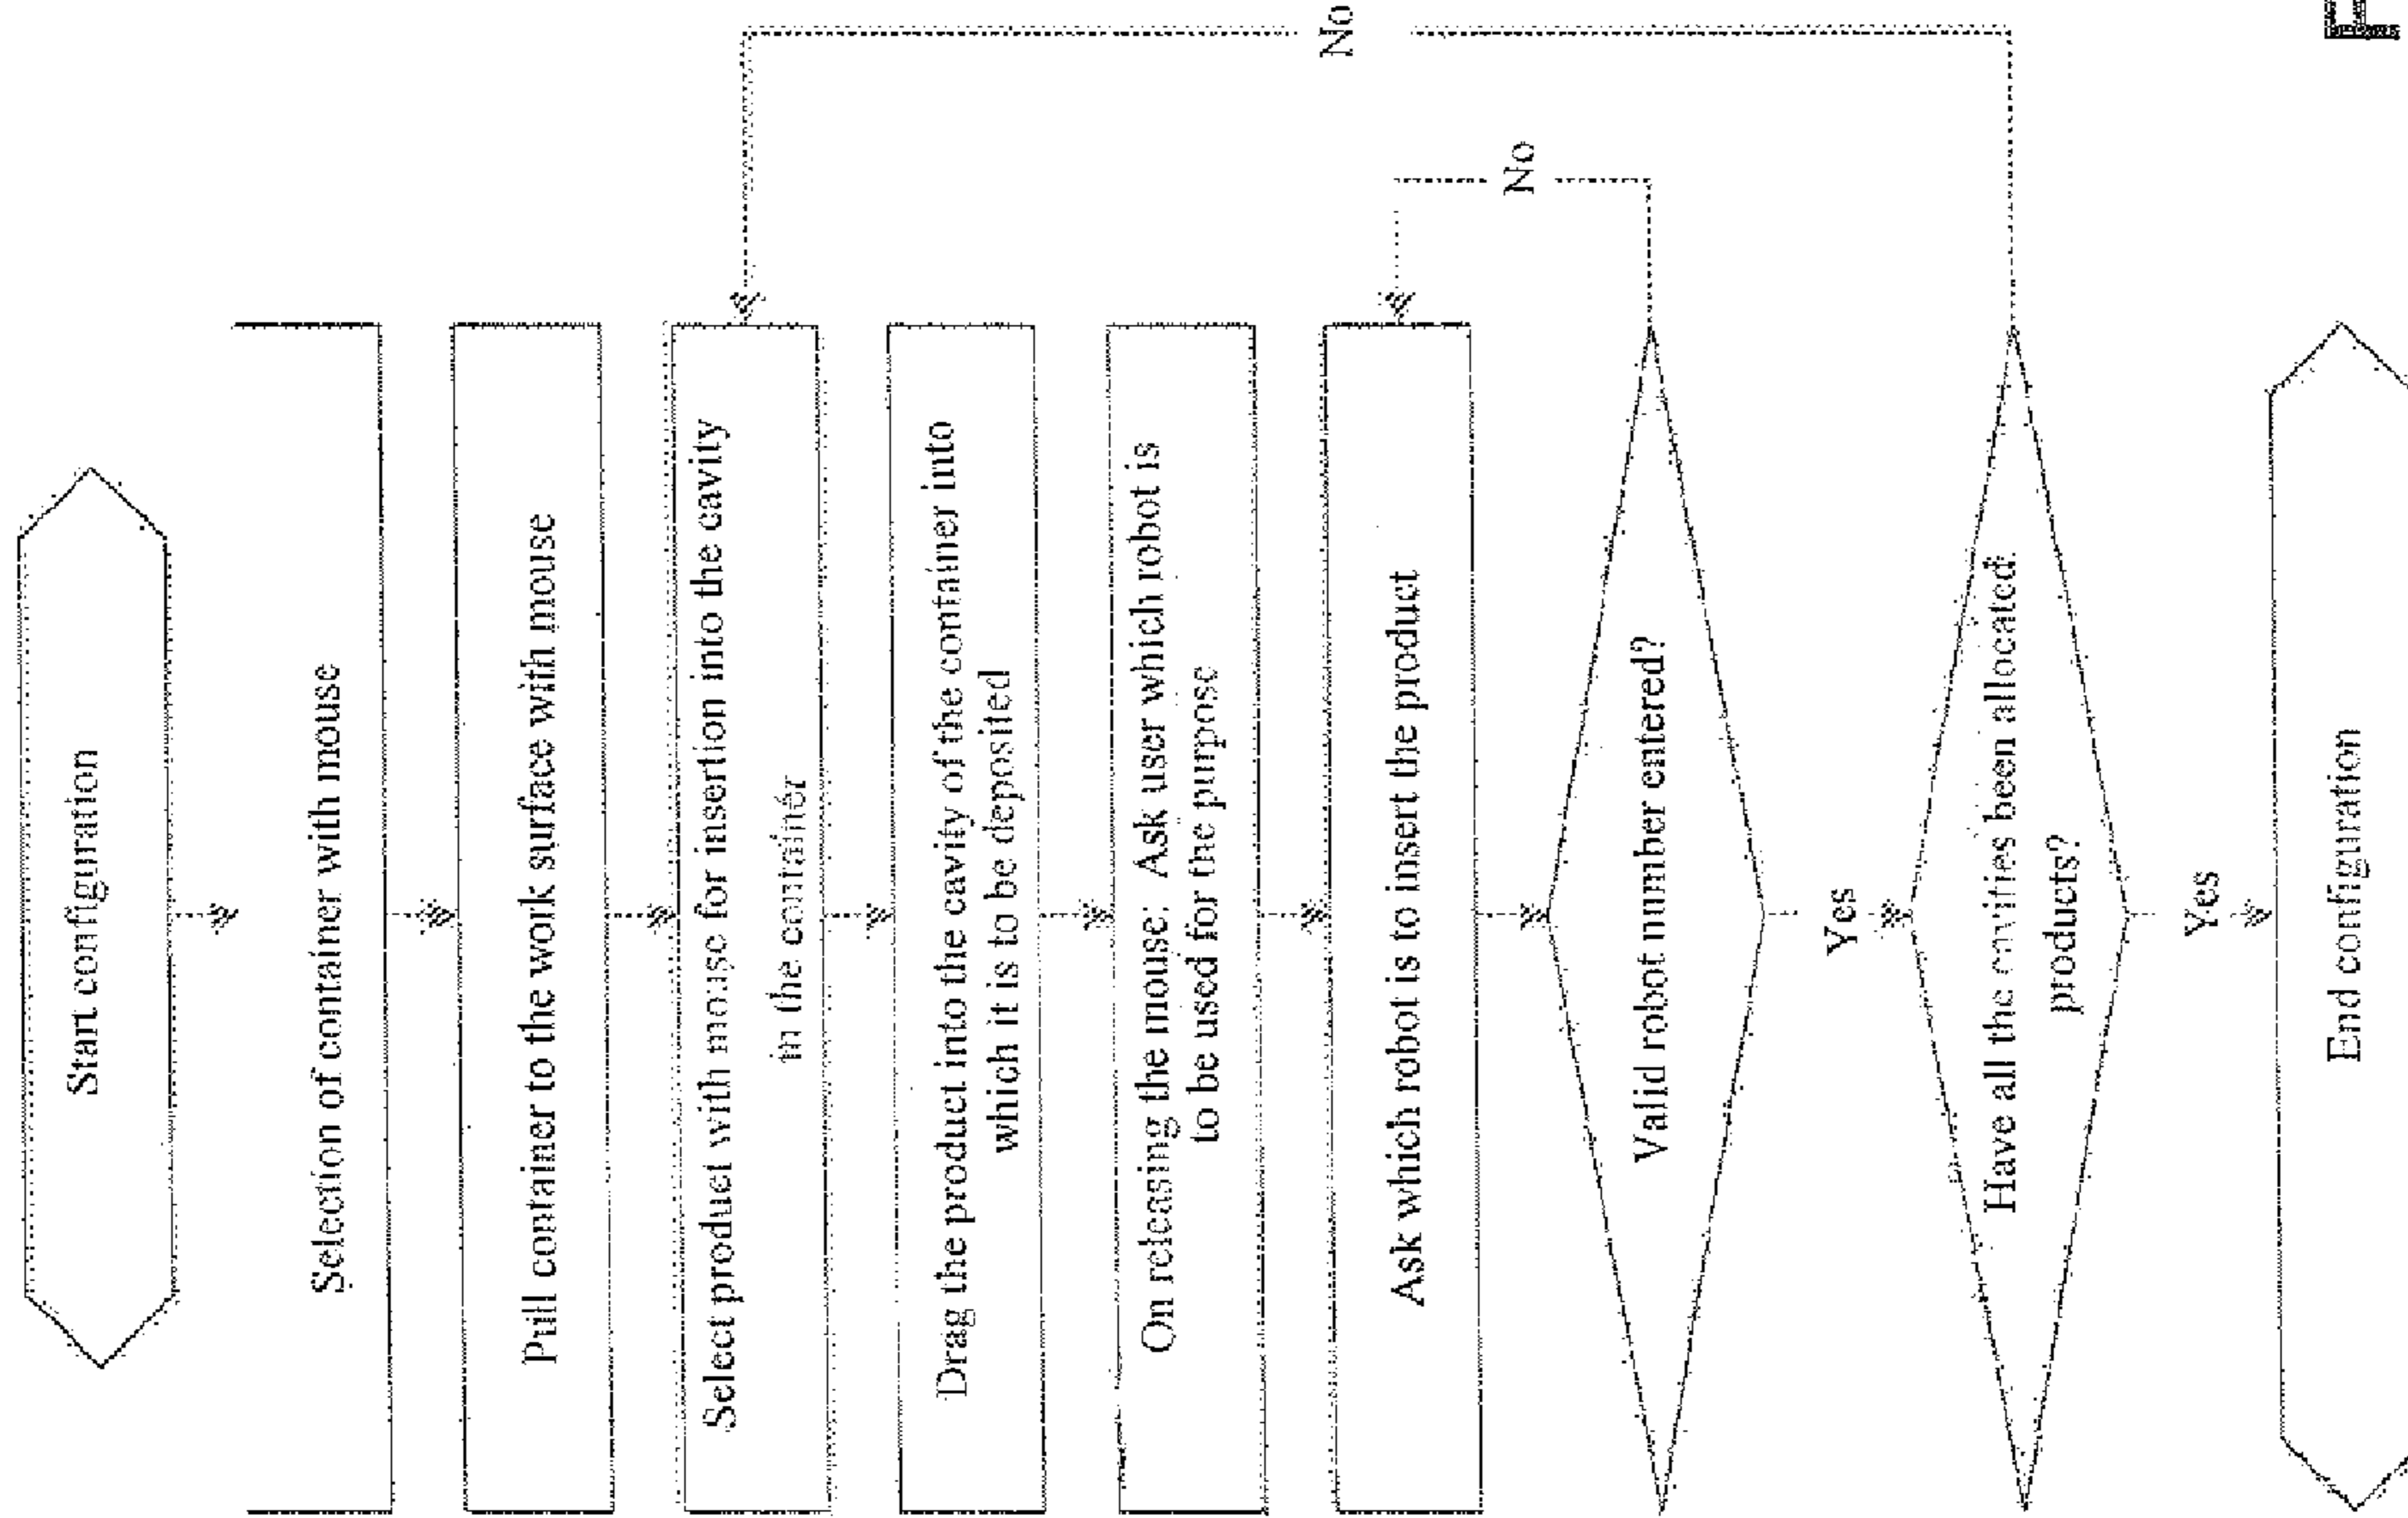 Start configuration
Selection of container with mouse
Pull container to the work surface with mouse
Select product with mouse for insertion into the cavity
in the container
Drag the product into the cavity of the container into
which it is to be deposited
On releasing the mouse: Ask user which robot is
to be used for the purpose
Ask which robot is to insert the product
Valid robot number entered?
No
Yes
Have all the cavities been allocated
products?
No
Yes
End configuration